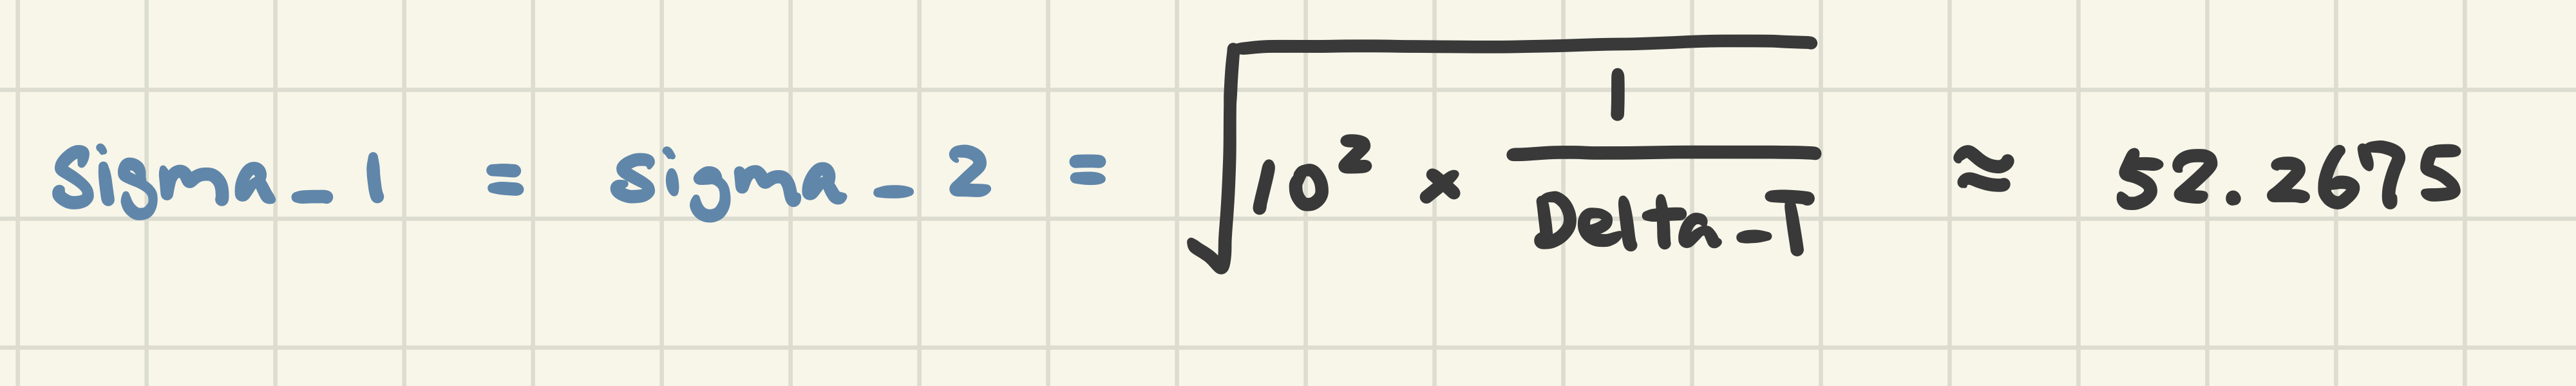 Sigma_1 = Sigma_2 = √(10² × 1/Delta_T) ≈ 52.2675